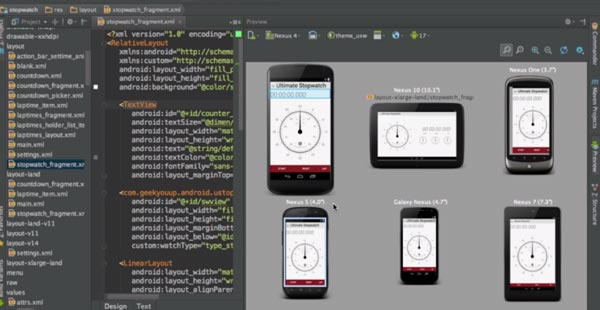 stopwatch
res
layout
stopwatch_fragment.xml
drawable-xxhdpi
layout
action_bar_settime_an
blank.xml
countdown.xml
countdown_fragment.xr
countdown_picker.xml
laptime_item.xml
laptimes_fragment.xml
laptimes_holder_list_ite
laptimes_layout.xml
main.xml
settings.xml
stopwatch_fragment.xr
layout-land
countdown_fragment.xr
laptime_item.xml
main.xml
stopwatch_fragment.xr
layout-land-v11
layout-v11
layout-v14
settings.xml
layout-xlarge-land
menu
raw
values
attrs.xml
stopwatch_fragment.xml
<?xml version="1.0" encoding="u
<RelativeLayout
xmlns:android="http://schema
xmlns:custom="http://schemas
android:layout_width="fill_p
android:layout_height="fill_
android:background="@color/s
<TextView
android:id="@+id/counter_
android:textSize="@dimen/
android:layout_width="mat
android:layout_height="wr
android:text="@string/def
android:textColor="@color
android:fontFamily="sans-
android:layout_marginTop=
<com.geekyouup.android.ustop
android:id="@+id/swview"
android:layout_width="fil
android:layout_height="fi
android:layout_marginBott
android:layout_below="@id
custom:watchType="type_st
<LinearLayout
android:layout_width="mat
android:layout_height="wr
android:layout_alignParen
Design
Text
Preview
Nexus 4
theme_usw
17
Ultimate Stopwatch
00:00:00.000
Nexus 10 (10.1")
layout-xlarge-land/stopwatch_frag
Nexus One (3.7")
Ultimate Stopwatch
Nexus S (4.0")
Ultimate Stopwatch
00:00:00.000
Galaxy Nexus (4.7")
Nexus 7 (7.3")
Commander
Maven Projects
Preview
Z: Structure